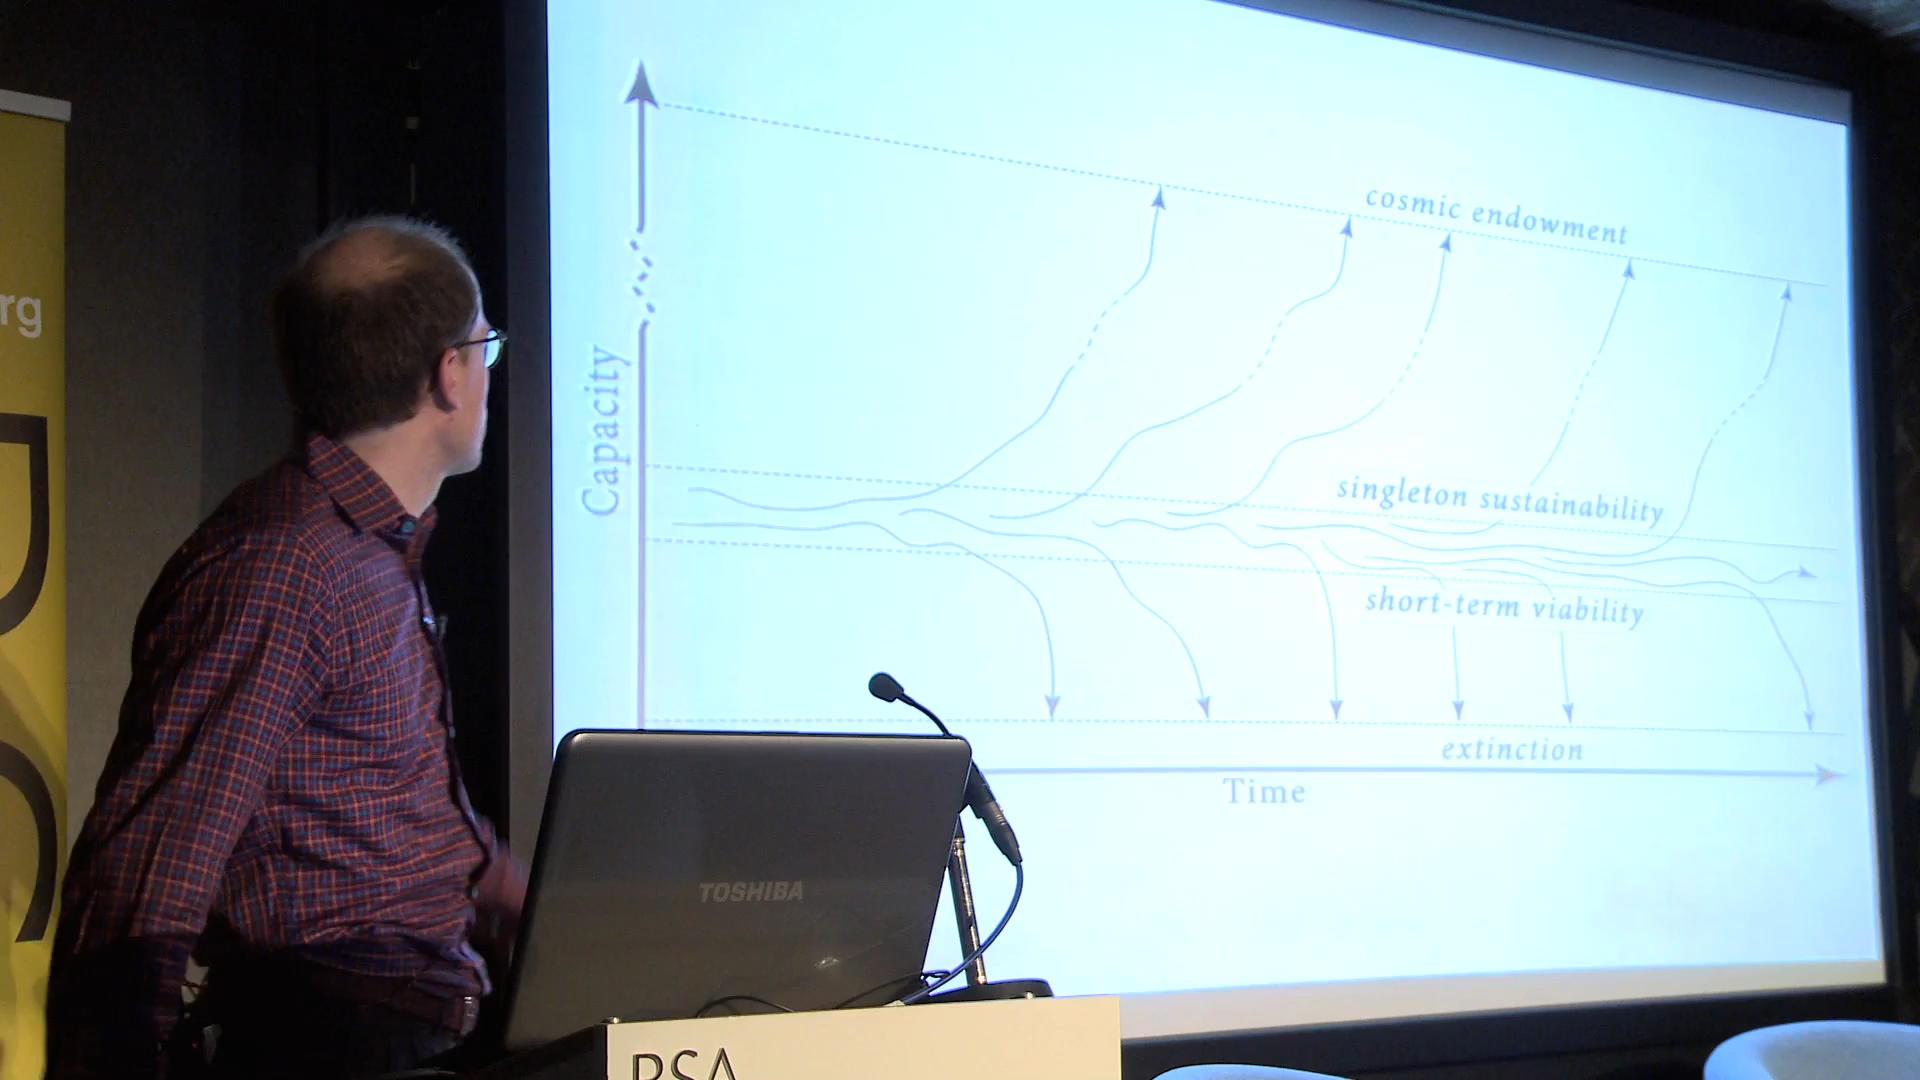 rg
cosmic endowment
Capacity
singleton sustainability
short-term viability
extinction
Time
TOSHIBA
RSA